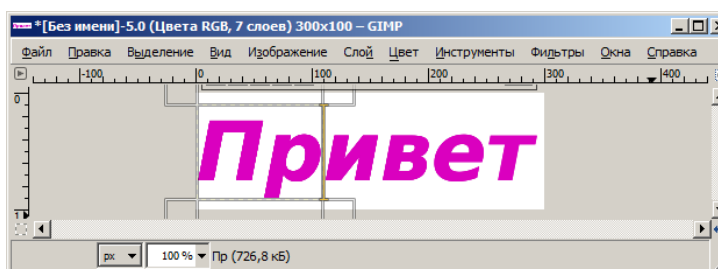 *[Без имени]-5.0 (Цвета RGB, 7 слоев) 300x100 – GIMP
Файл Правка Выделение Вид Изображение Слой Цвет Инструменты Фильтры Окна Справка
-100 0 100 200 300 400
0
Привет
1
px 100 % Пр (726,8 кБ)